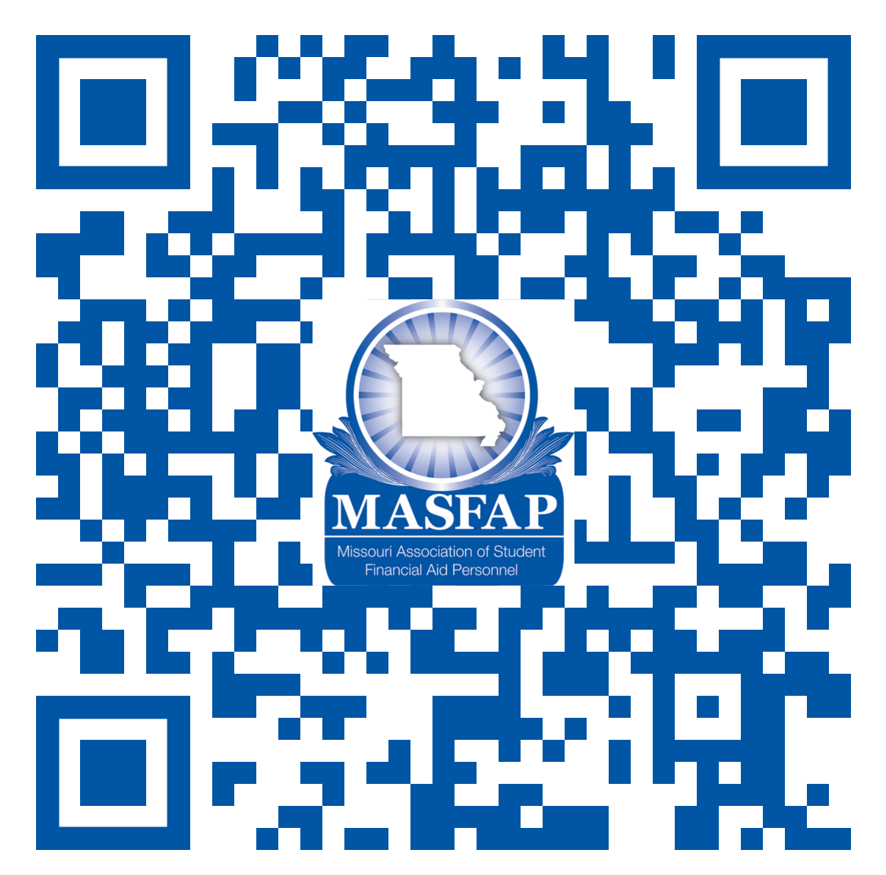 MASFAP
Missouri Association of Student
Financial Aid Personnel